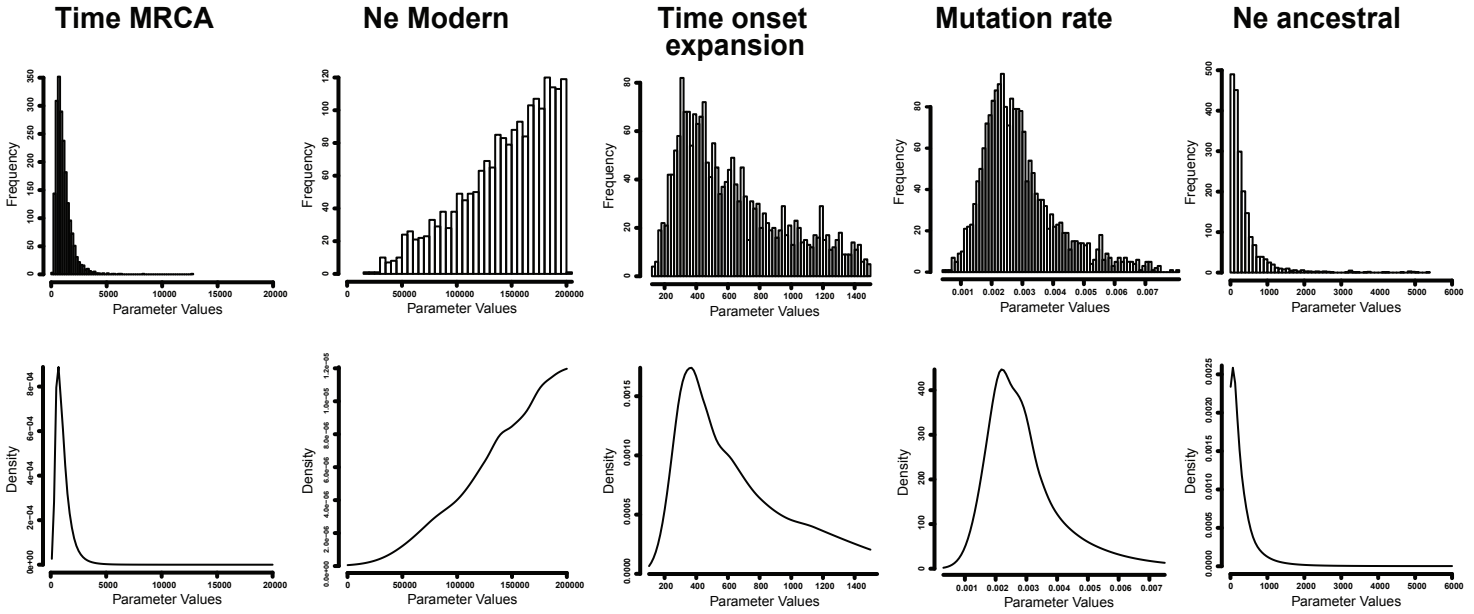 Time MRCA
Ne Modern
Time onset
expansion
Mutation rate
Ne ancestral
Frequency
0 50 100 150 200 250 300 350
0 5000 10000 15000 20000
Parameter Values
Frequency
0 20 40 60 80 100 120
0 50000 100000 150000 200000
Parameter Values
Frequency
0 20 40 60 80
200 400 600 800 1000 1200 1400
Parameter Values
Frequency
0 20 40 60 80
0.001 0.002 0.003 0.004 0.005 0.006 0.007
Parameter Values
Frequency
0 100 200 300 400 500
0 1000 2000 3000 4000 5000 6000
Parameter Values
Density
0e+00 2e-04 4e-04 6e-04 8e-04
0 5000 10000 15000 20000
Parameter Values
Density
0.0e+00 2.0e-06 4.0e-06 6.0e-06 8.0e-06 1.0e-05 1.2e-05
0 50000 100000 150000 200000
Parameter Values
Density
0.0000 0.0005 0.0010 0.0015
200 400 600 800 1000 1200 1400
Parameter Values
Density
0 100 200 300 400
0.001 0.002 0.003 0.004 0.005 0.006 0.007
Parameter Values
Density
0.0000 0.0005 0.0010 0.0015 0.0020 0.0025
0 1000 2000 3000 4000 5000 6000
Parameter Values